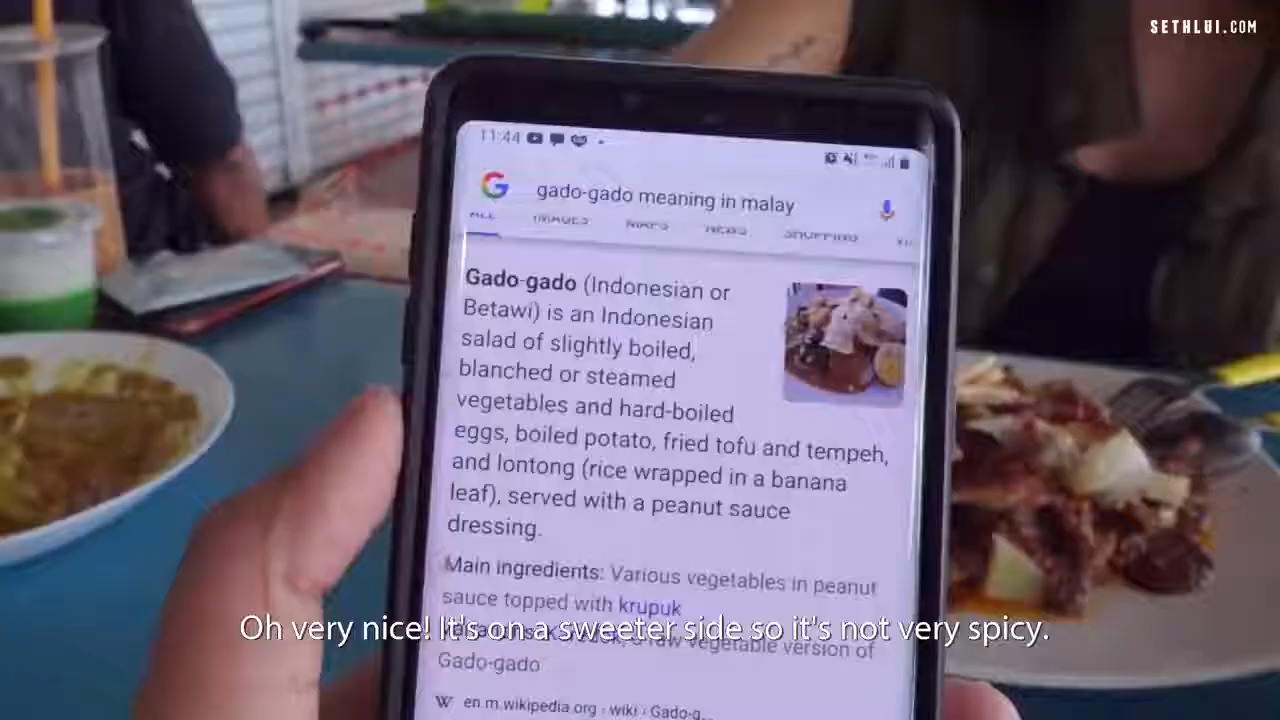 SETHLUI.COM
11:44
G gado-gado meaning in malay
ALL IMAGES MAPS NEWS SHOPPING
Gado-gado (Indonesian or
Betawi) is an Indonesian
salad of slightly boiled,
blanched or steamed
vegetables and hard-boiled
eggs, boiled potato, fried tofu and tempeh,
and lontong (rice wrapped in a banana
leaf), served with a peanut sauce
dressing.
Main ingredients: Various vegetables in peanut
sauce topped with krupuk
Oh very nice! It's on a sweeter side so it's not very spicy.
a raw vegetable version of
Gado-gado
W en.m.wikipedia.org › wiki › Gado-g...